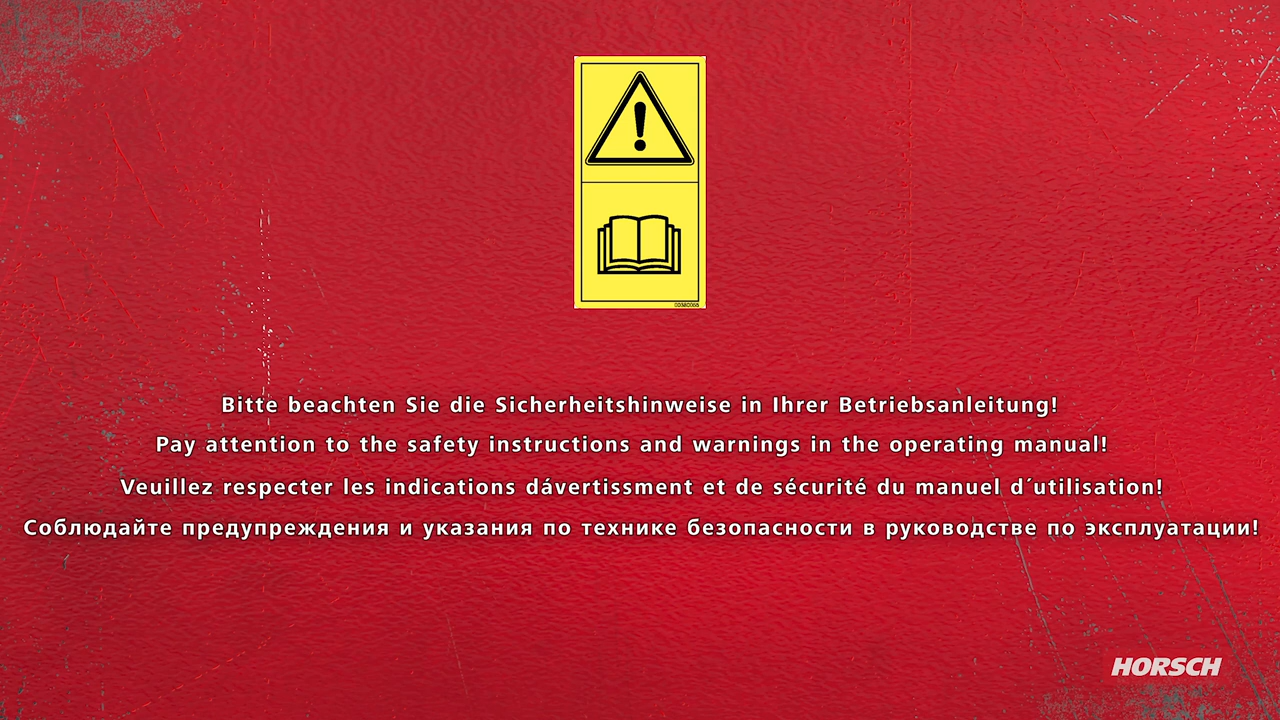 Bitte beachten Sie die Sicherheitshinweise in Ihrer Betriebsanleitung!
Pay attention to the safety instructions and warnings in the operating manual!
Veuillez respecter les indications dávertissment et de sécurité du manuel d´utilisation!
Соблюдайте предупреждения и указания по технике безопасности в руководстве по эксплуатации!
HORSCH